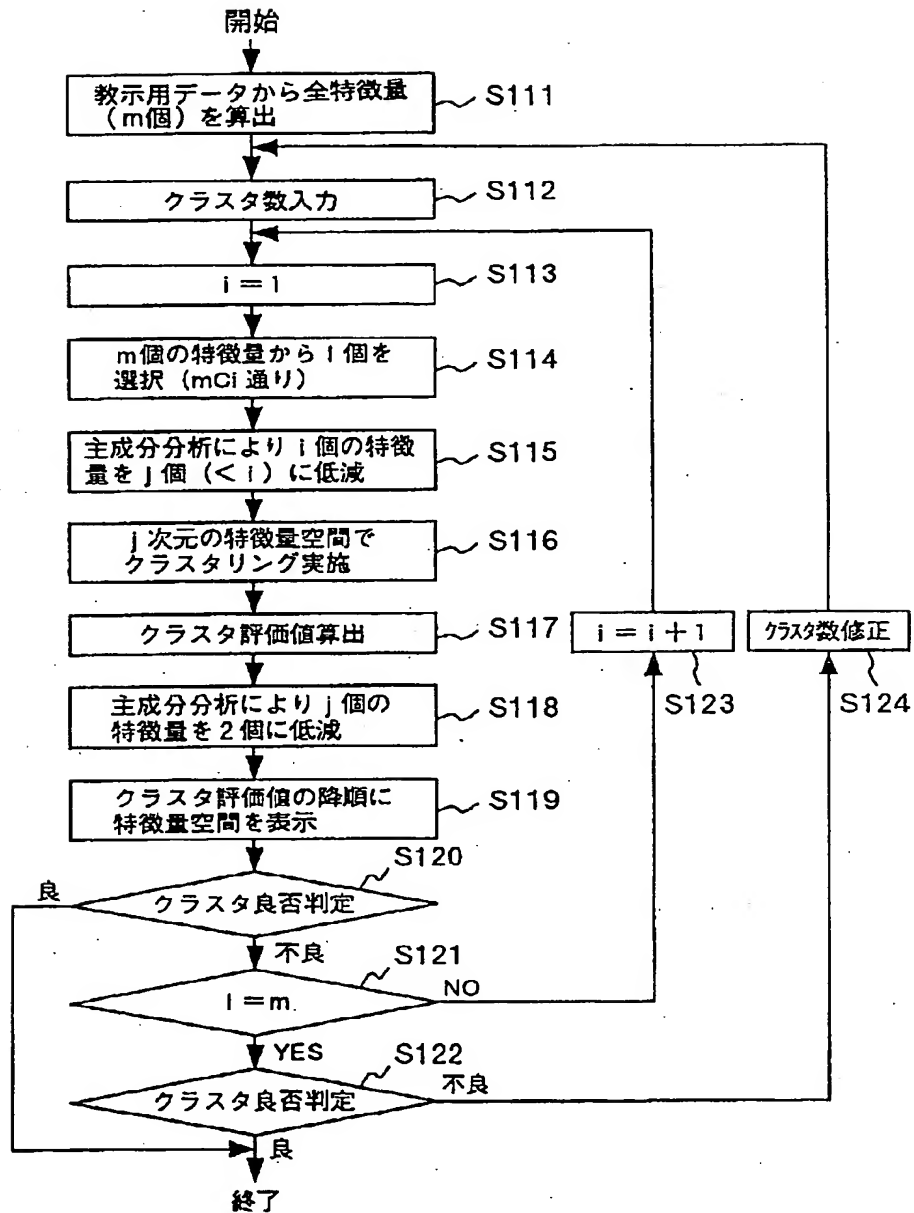 開始
教示用データから全特徴量
(m個)を算出
S111
クラスタ数入力
S112
i=1
S113
m個の特徴量からi個を
選択(mCi通り)
S114
主成分分析によりi個の特徴
量をj個(<i)に低減
S115
j次元の特徴量空間で
クラスタリング実施
S116
クラスタ評価値算出
S117
i=i+1
S123
クラスタ数修正
S124
主成分分析によりj個の
特徴量を2個に低減
S118
クラスタ評価値の降順に
特徴量空間を表示
S119
S120
良
クラスタ良否判定
不良
S121
i=m
NO
YES
S122
クラスタ良否判定
不良
良
終了